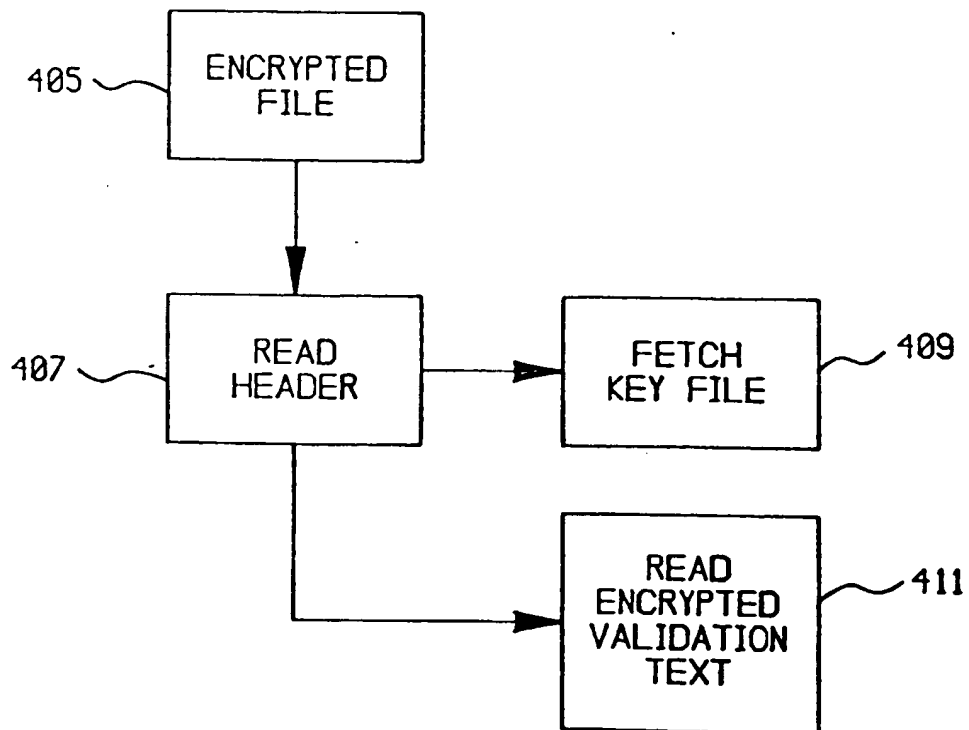 405
ENCRYPTED
FILE
407
READ
HEADER
FETCH
KEY FILE
409
READ
ENCRYPTED
VALIDATION
TEXT
411